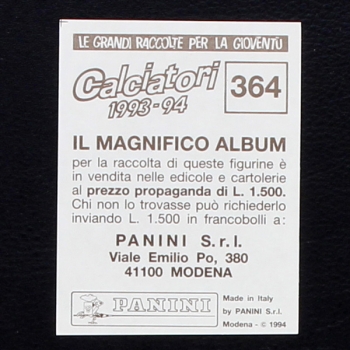 LE GRANDI RACCOLTE PER LA GIOVENTÙ
Calciatori
1993-94
364
IL MAGNIFICO ALBUM
per la raccolta di queste figurine è
in vendita nelle edicole e cartolerie
al prezzo propaganda di L. 1.500.
Chi non lo trovasse può richiederlo
inviando L. 1.500 in francobolli a:
PANINI S.r.l.
Viale Emilio Po, 380
41100 MODENA
PANINI
Made in Italy
by PANINI S.r.l.
Modena - © 1994